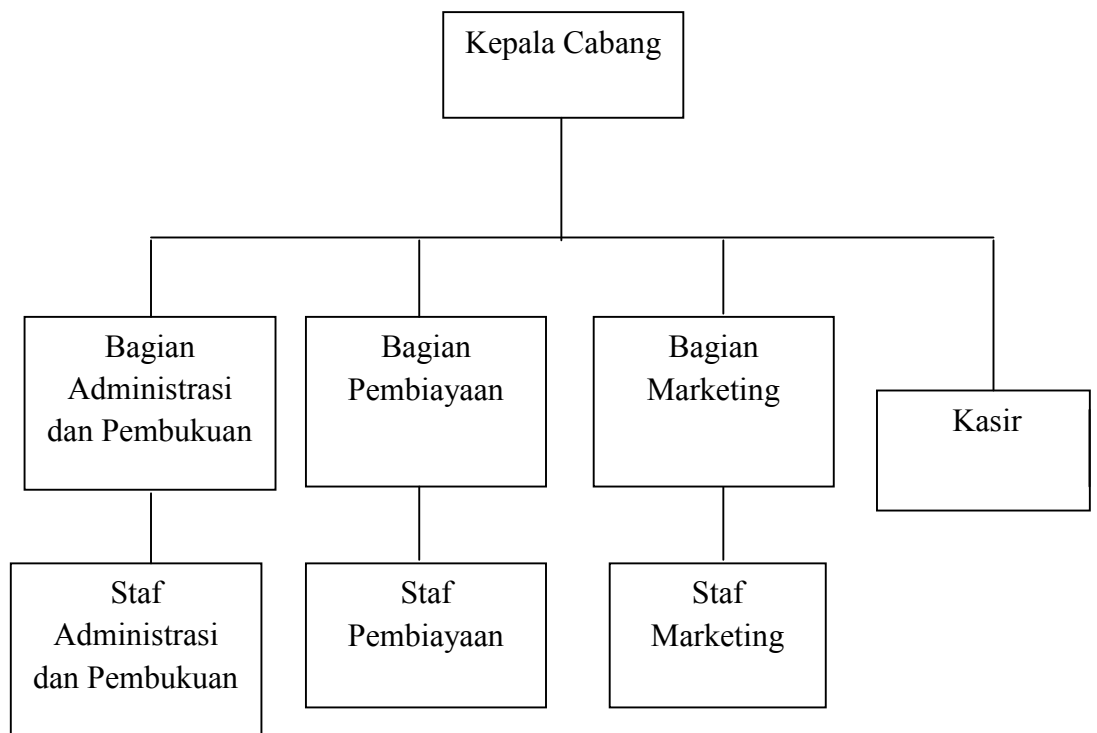 Kepala Cabang
Bagian
Administrasi
dan Pembukuan
Bagian
Pembiayaan
Bagian
Marketing
Kasir
Staf
Administrasi
dan Pembukuan
Staf
Pembiayaan
Staf
Marketing